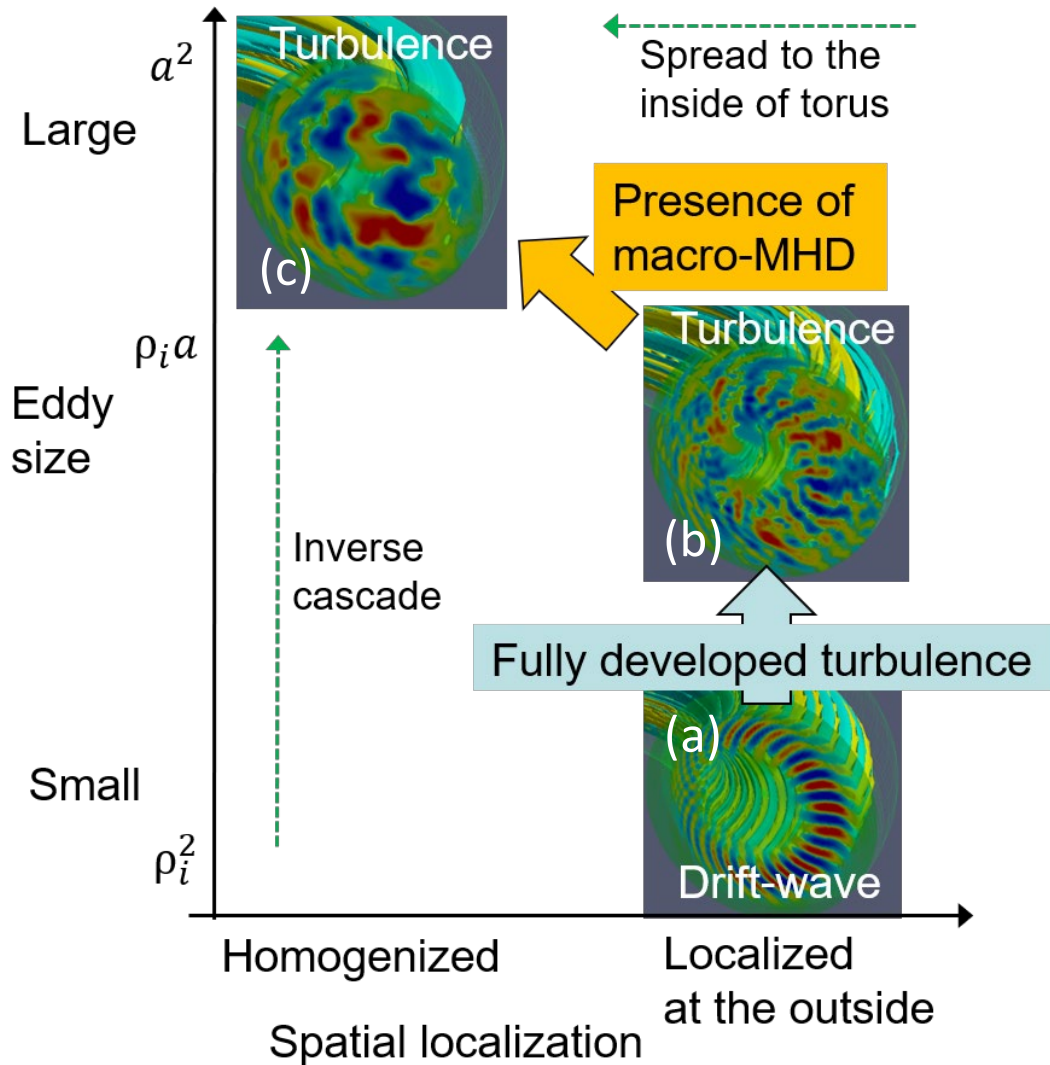 Turbulence
a²
Large
(c)
Spread to the
inside of torus
Presence of
macro-MHD
Turbulence
ρᵢa
Eddy
size
(b)
Inverse
cascade
Fully developed turbulence
(a)
Small
ρᵢ²
Drift-wave
Homogenized
Localized
at the outside
Spatial localization